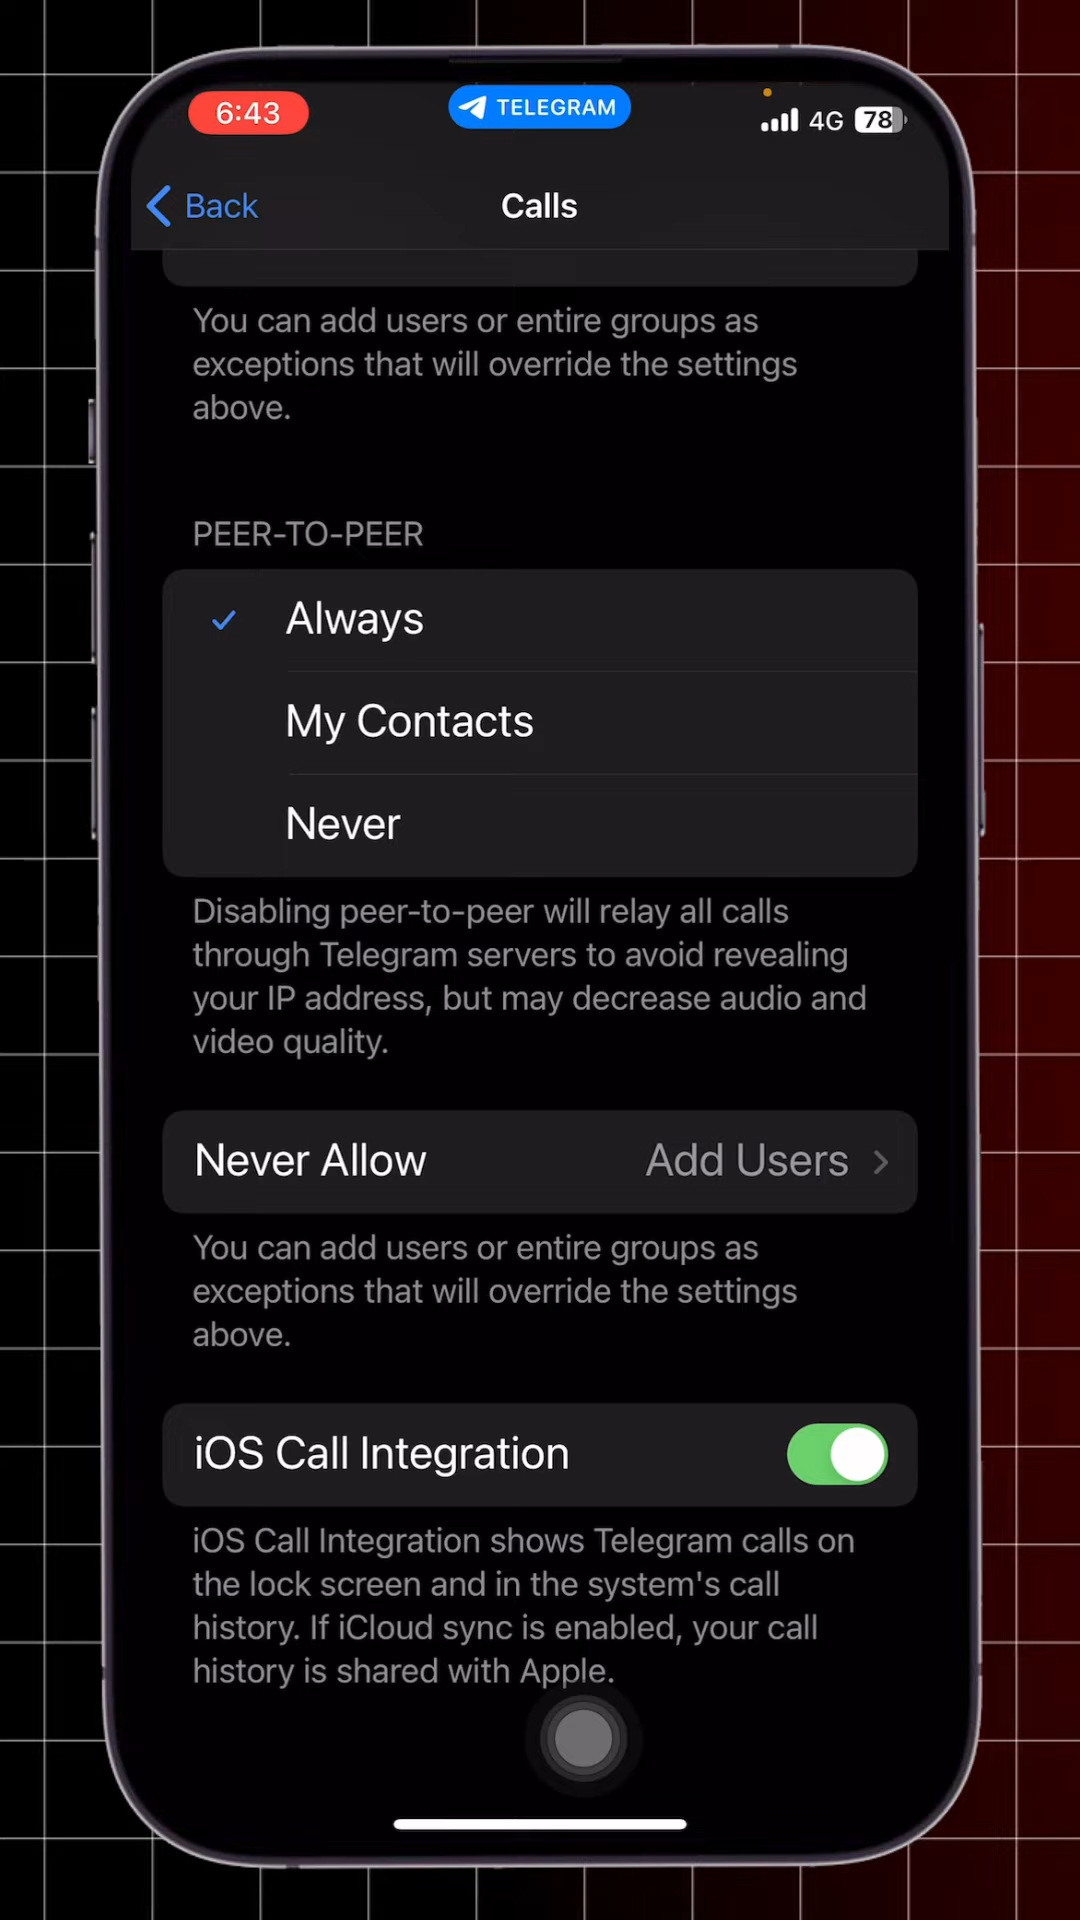 6:43
TELEGRAM
4G
78
Back
Calls
You can add users or entire groups as
exceptions that will override the settings
above.
PEER-TO-PEER
Always
My Contacts
Never
Disabling peer-to-peer will relay all calls
through Telegram servers to avoid revealing
your IP address, but may decrease audio and
video quality.
Never Allow Add Users
You can add users or entire groups as
exceptions that will override the settings
above.
iOS Call Integration
iOS Call Integration shows Telegram calls on
the lock screen and in the system's call
history. If iCloud sync is enabled, your call
history is shared with Apple.